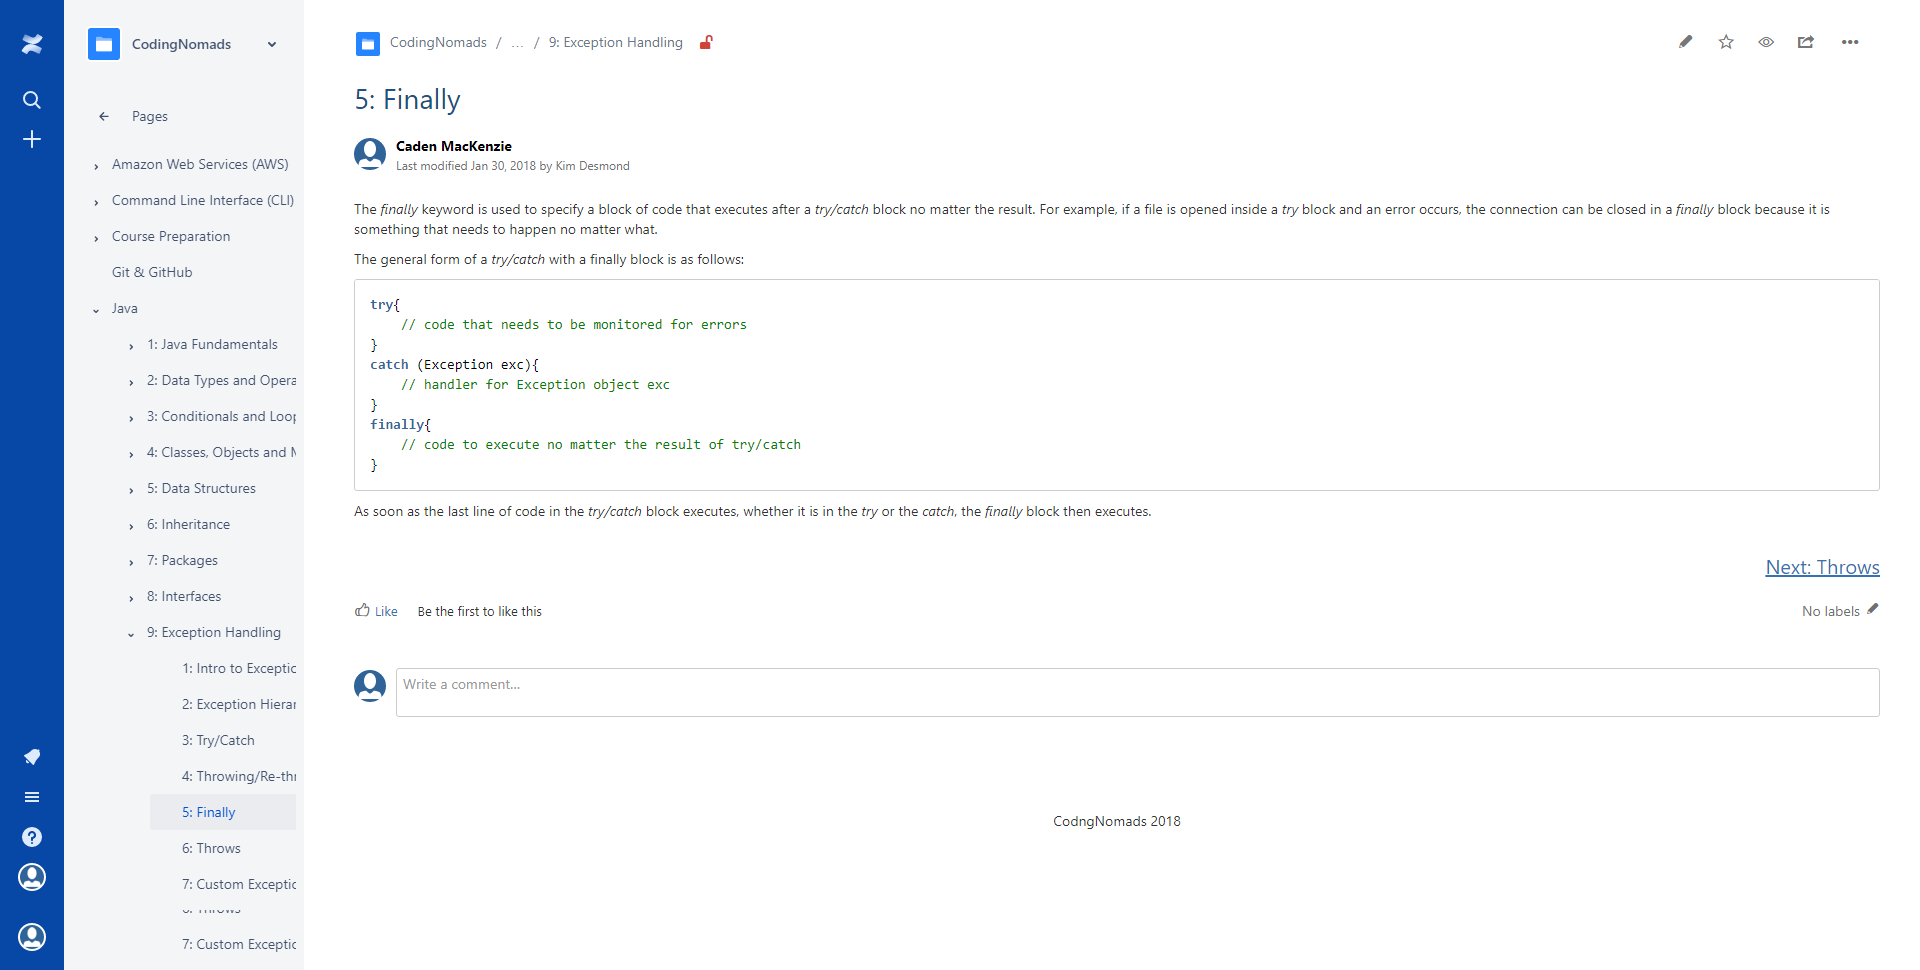 CodingNomads
Pages
Amazon Web Services (AWS)
Command Line Interface (CLI)
Course Preparation
Git & GitHub
Java
1: Java Fundamentals
2: Data Types and Opera
3: Conditionals and Loop
4: Classes, Objects and M
5: Data Structures
6: Inheritance
7: Packages
8: Interfaces
9: Exception Handling
1: Intro to Exceptic
2: Exception Hierar
3: Try/Catch
4: Throwing/Re-thr
5: Finally
6: Throws
7: Custom Exceptic
6: Throws
7: Custom Exceptic
CodingNomads / ... / 9: Exception Handling
5: Finally
Caden MacKenzie
Last modified Jan 30, 2018 by Kim Desmond
The finally keyword is used to specify a block of code that executes after a try/catch block no matter the result. For example, if a file is opened inside a try block and an error occurs, the connection can be closed in a finally block because it is
something that needs to happen no matter what.
The general form of a try/catch with a finally block is as follows:
try{
// code that needs to be monitored for errors
}
catch (Exception exc){
// handler for Exception object exc
}
finally{
// code to execute no matter the result of try/catch
}
As soon as the last line of code in the try/catch block executes, whether it is in the try or the catch, the finally block then executes.
Next: Throws
Like Be the first to like this
No labels
Write a comment...
CodngNomads 2018